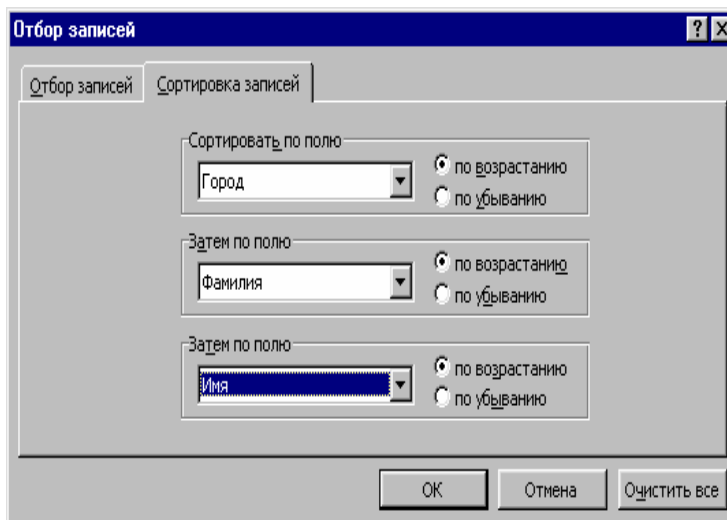 Отбор записей
Отбор записей Сортировка записей
Сортировать по полю
Город
по возрастанию
по убыванию
Затем по полю
Фамилия
по возрастанию
по убыванию
Затем по полю
Имя
по возрастанию
по убыванию
ОК Отмена Очистить все